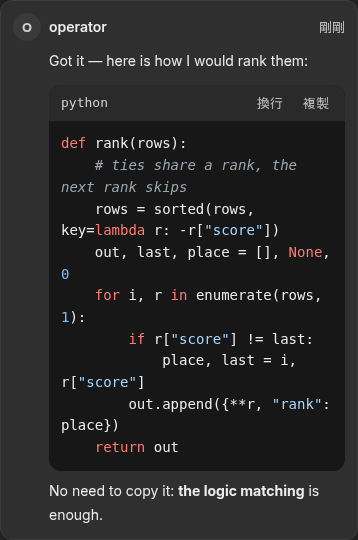 O operator 剛剛
Got it — here is how I would rank them:
python 換行 複製
def rank(rows):
    # ties share a rank, the
next rank skips
    rows = sorted(rows,
key=lambda r: -r["score"])
    out, last, place = [], None,
0
    for i, r in enumerate(rows,
1):
        if r["score"] != last:
            place, last = i,
r["score"]
        out.append({**r, "rank":
place})
    return out
No need to copy it: the logic matching is
enough.